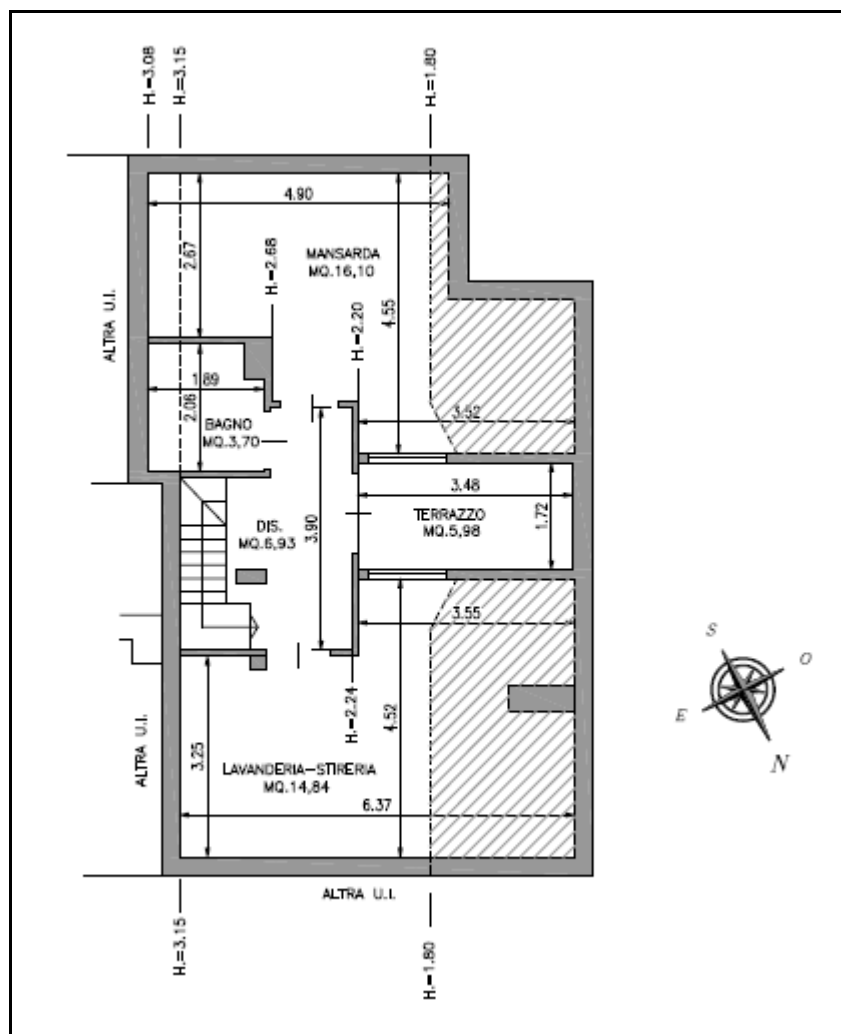 H.=3.08
H.=3.15
H.=1.80
4.90
2.67
MANSARDA
MQ.16,10
H.=2.68
4.55
H.=2.20
ALTRA U.I.
1.89
2.06
BAGNO
MQ.3,70
3.52
3.48
TERRAZZO
MQ.5,98
1.72
DIS.
MQ.6,93
3.90
3.55
S
O
E
N
4.52
H.=2.24
3.25
ALTRA U.I.
LAVANDERIA-STIRERIA
MQ.14,84
6.37
ALTRA U.I.
H.=3.15
H.=1.80